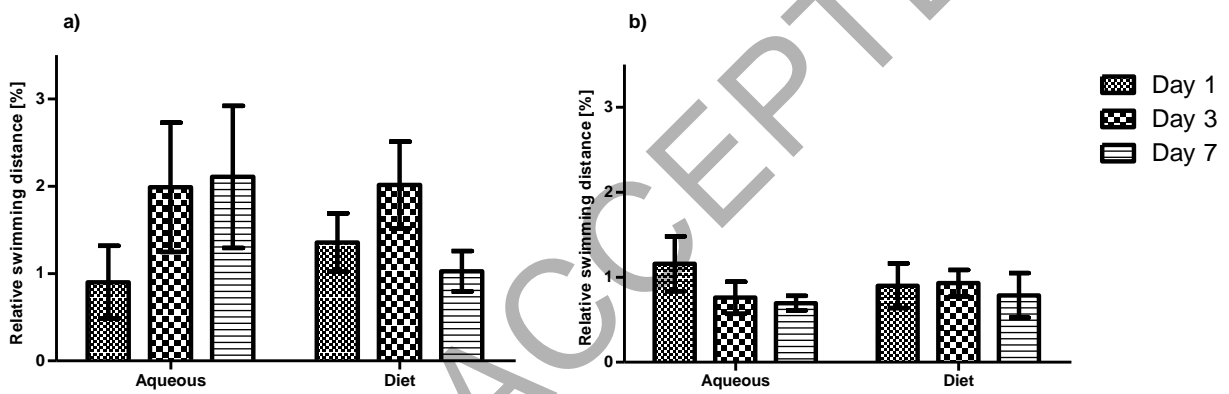 a)
Relative swimming distance [%]
3
2
1
0
Aqueous
Diet
b)
Relative swimming distance [%]
3
2
1
0
Aqueous
Diet
Day 1
Day 3
Day 7
ACCEPTE